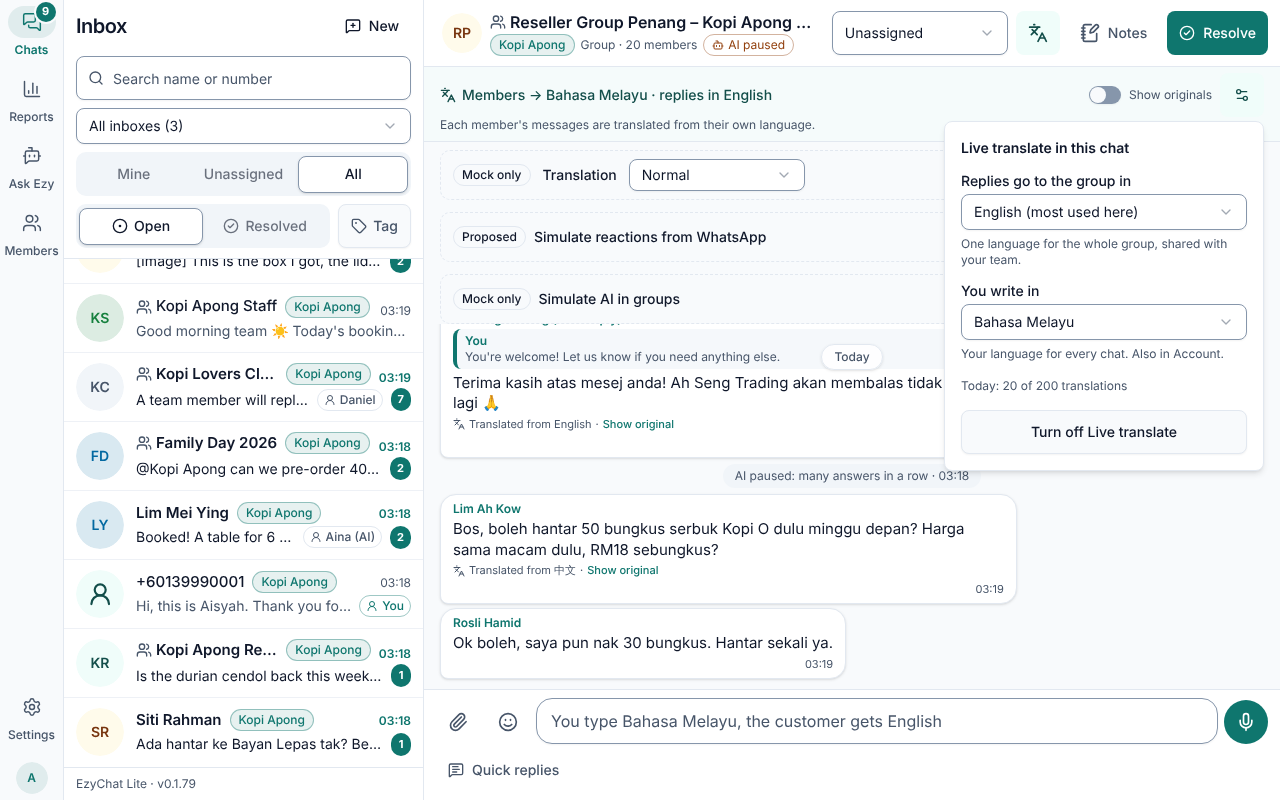 9
Chats
Reports
Ask Ezy
Members
Settings
A
Inbox
New
Search name or number
All inboxes (3)
Mine
Unassigned
All
Open
Resolved
Tag
[Image] This is the box I got, the lid…
2
KS
Kopi Apong Staff
Kopi Apong
03:19
Good morning team ☀️ Today's bookin…
KC
Kopi Lovers Cl…
Kopi Apong
03:19
A team member will repl…
Daniel
7
FD
Family Day 2026
Kopi Apong
03:18
@Kopi Apong can we pre-order 40…
2
LY
Lim Mei Ying
Kopi Apong
03:18
Booked! A table for 6 …
Aina (AI)
2
+60139990001
Kopi Apong
03:18
Hi, this is Aisyah. Thank you fo…
You
KR
Kopi Apong Re…
Kopi Apong
03:18
Is the durian cendol back this week…
1
SR
Siti Rahman
Kopi Apong
03:18
Ada hantar ke Bayan Lepas tak? Be…
1
EzyChat Lite · v0.1.79
RP
Reseller Group Penang – Kopi Apong …
Kopi Apong
Group · 20 members
AI paused
Unassigned
Notes
Resolve
Members → Bahasa Melayu · replies in English
Show originals
Each member's messages are translated from their own language.
Mock only
Translation
Normal
Proposed
Simulate reactions from WhatsApp
Mock only
Simulate AI in groups
You
You're welcome! Let us know if you need anything else.
Today
Terima kasih atas mesej anda! Ah Seng Trading akan membalas tidak
lagi 🙏
Translated from English · Show original
AI paused: many answers in a row · 03:18
Lim Ah Kow
Bos, boleh hantar 50 bungkus serbuk Kopi O dulu minggu depan? Harga
sama macam dulu, RM18 sebungkus?
Translated from 中文 · Show original
03:19
Rosli Hamid
Ok boleh, saya pun nak 30 bungkus. Hantar sekali ya.
03:19
You type Bahasa Melayu, the customer gets English
Quick replies
Live translate in this chat
Replies go to the group in
English (most used here)
One language for the whole group, shared with
your team.
You write in
Bahasa Melayu
Your language for every chat. Also in Account.
Today: 20 of 200 translations
Turn off Live translate